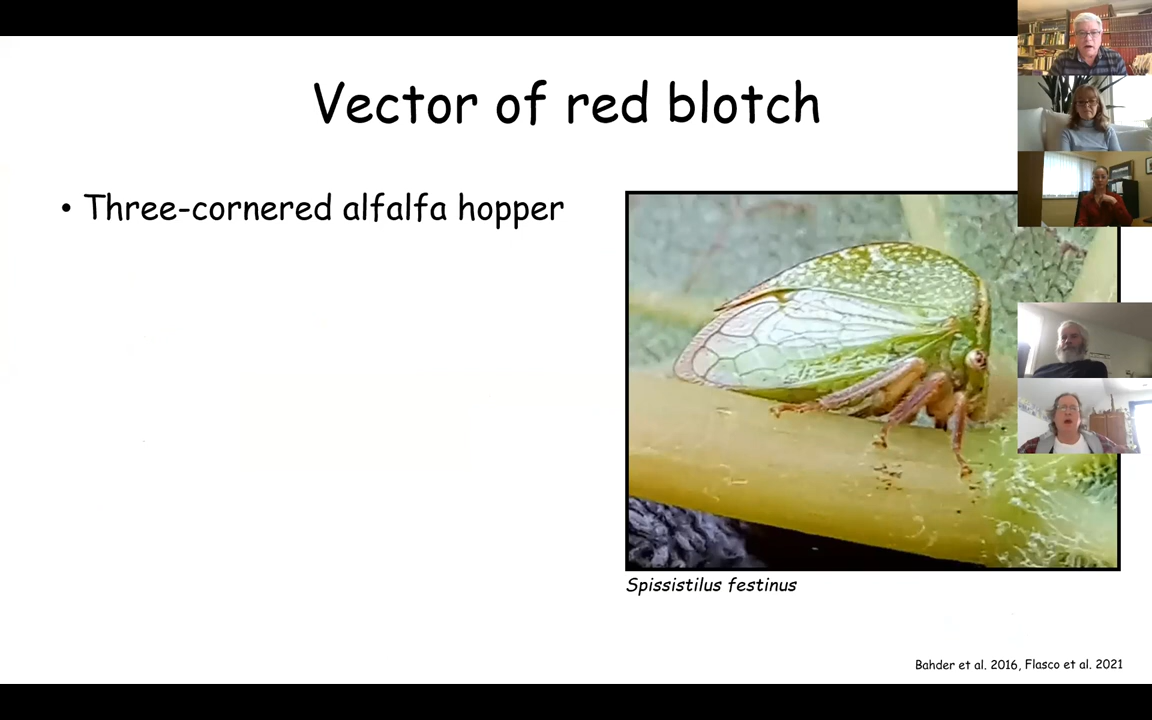 Vector of red blotch
• Three-cornered alfalfa hopper
Spissistilus festinus
Bahder et al. 2016, Flasco et al. 2021